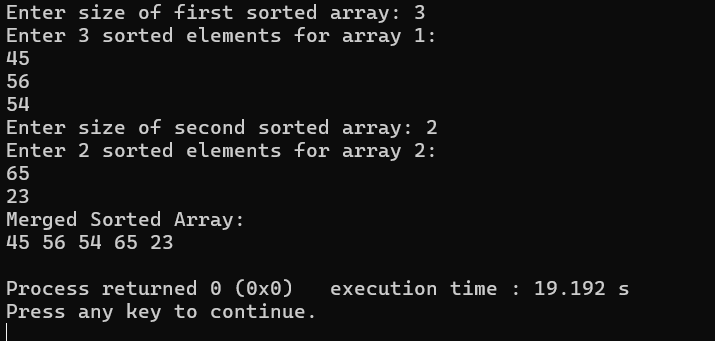 Enter size of first sorted array: 3
Enter 3 sorted elements for array 1:
45
56
54
Enter size of second sorted array: 2
Enter 2 sorted elements for array 2:
65
23
Merged Sorted Array:
45 56 54 65 23
Process returned 0 (0x0)   execution time : 19.192 s
Press any key to continue.